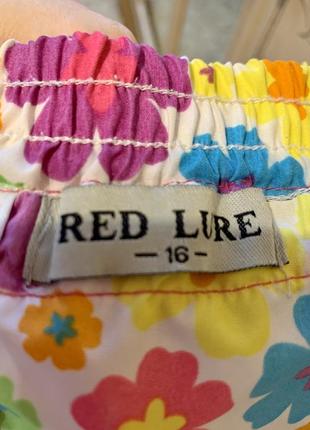 RED LURE
— 16 —